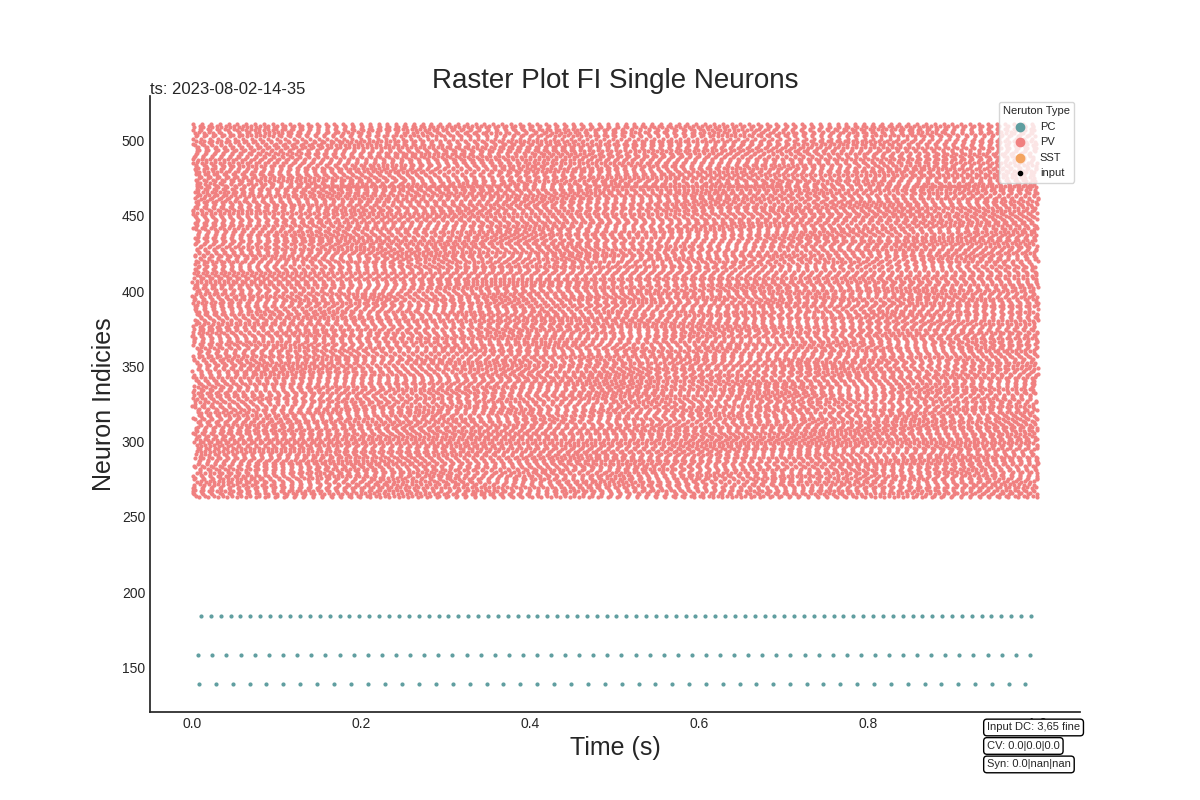 Raster Plot FI Single Neurons
ts: 2023-08-02-14-35
Neruton Type
PC
PV
SST
input
500
450
400
350
300
250
200
150
Neuron Indicies
0.0 0.2 0.4 0.6 0.8
Time (s)
Input DC: 3,65 fine
CV: 0.0|0.0|0.0
Syn: 0.0|nan|nan